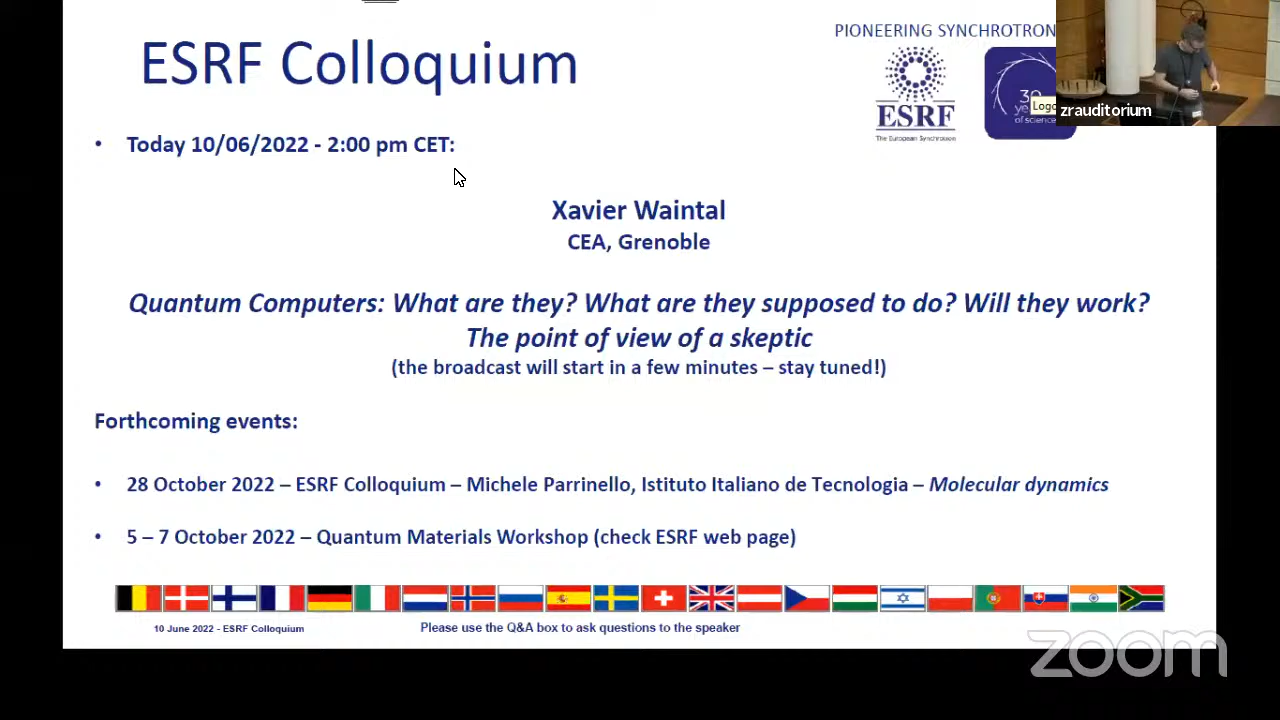 ESRF Colloquium
PIONEERING SYNCHROTRON
ESRF
The European Synchrotron
30
Logo
of science
zrauditorium
• Today 10/06/2022 - 2:00 pm CET:
Xavier Waintal
CEA, Grenoble
Quantum Computers: What are they? What are they supposed to do? Will they work?
The point of view of a skeptic
(the broadcast will start in a few minutes – stay tuned!)
Forthcoming events:
• 28 October 2022 – ESRF Colloquium – Michele Parrinello, Istituto Italiano de Tecnologia – Molecular dynamics
• 5 – 7 October 2022 – Quantum Materials Workshop (check ESRF web page)
10 June 2022 - ESRF Colloquium
Please use the Q&A box to ask questions to the speaker
zoom